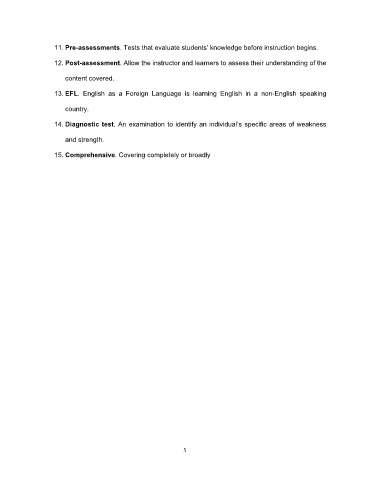 11. Pre-assessments. Tests that evaluate students' knowledge before instruction begins.
12. Post-assessment. Allow the instructor and learners to assess their understanding of the
content covered.
13. EFL. English as a Foreign Language is learning English in a non-English speaking
country.
14. Diagnostic test. An examination to identify an individual's specific areas of weakness
and strength.
15. Comprehensive. Covering completely or broadly
5